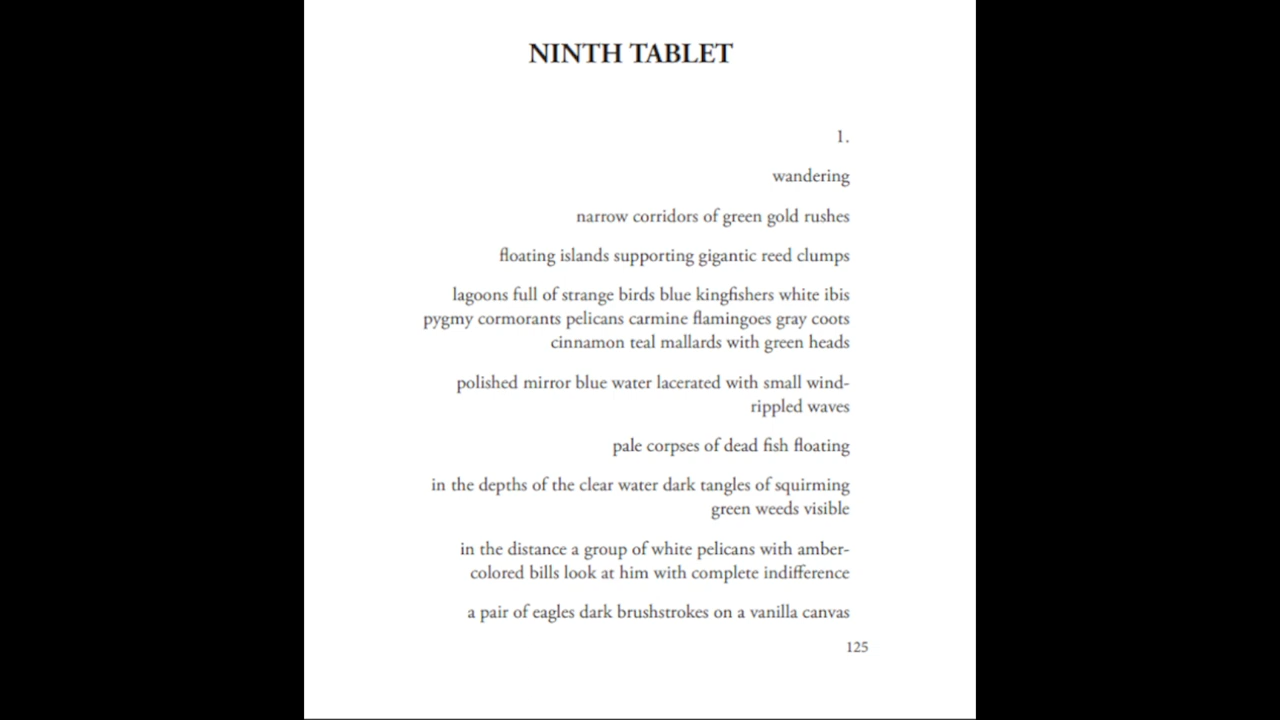 NINTH TABLET
1.
wandering
narrow corridors of green gold rushes
floating islands supporting gigantic reed clumps
lagoons full of strange birds blue kingfishers white ibis
pygmy cormorants pelicans carmine flamingoes gray coots
cinnamon teal mallards with green heads
polished mirror blue water lacerated with small wind-
rippled waves
pale corpses of dead fish floating
in the depths of the clear water dark tangles of squirming
green weeds visible
in the distance a group of white pelicans with amber-
colored bills look at him with complete indifference
a pair of eagles dark brushstrokes on a vanilla canvas
125